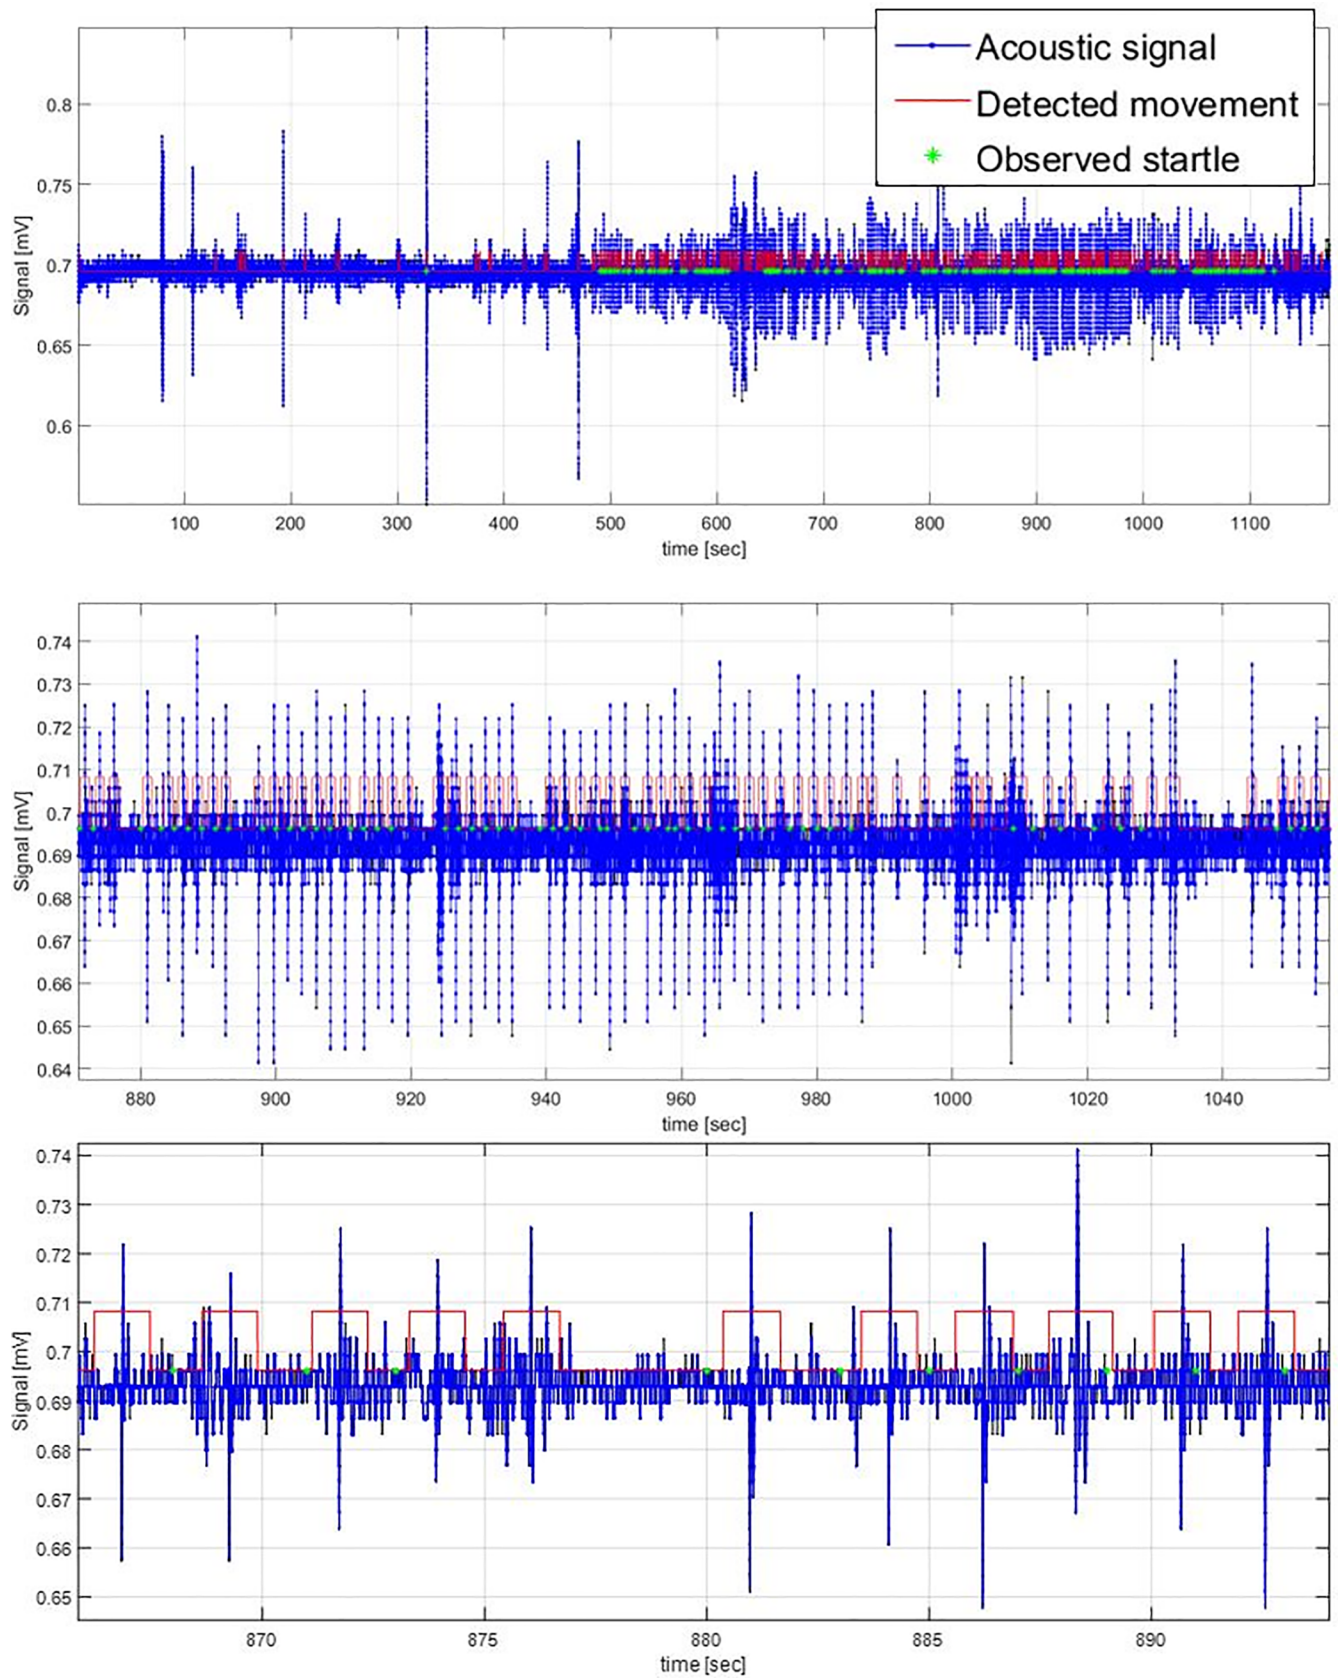 Acoustic signal
Detected movement
Observed startle
0.8
0.75
0.7
0.65
0.6
Signal [mV]
100 200 300 400 500 600 700 800 900 1000 1100
time [sec]
0.74
0.73
0.72
0.71
0.7
0.69
0.68
0.67
0.66
0.65
0.64
Signal [mV]
880 900 920 940 960 980 1000 1020 1040
time [sec]
0.74
0.73
0.72
0.71
0.7
0.69
0.68
0.67
0.66
0.65
Signal [mV]
870 875 880 885 890
time [sec]